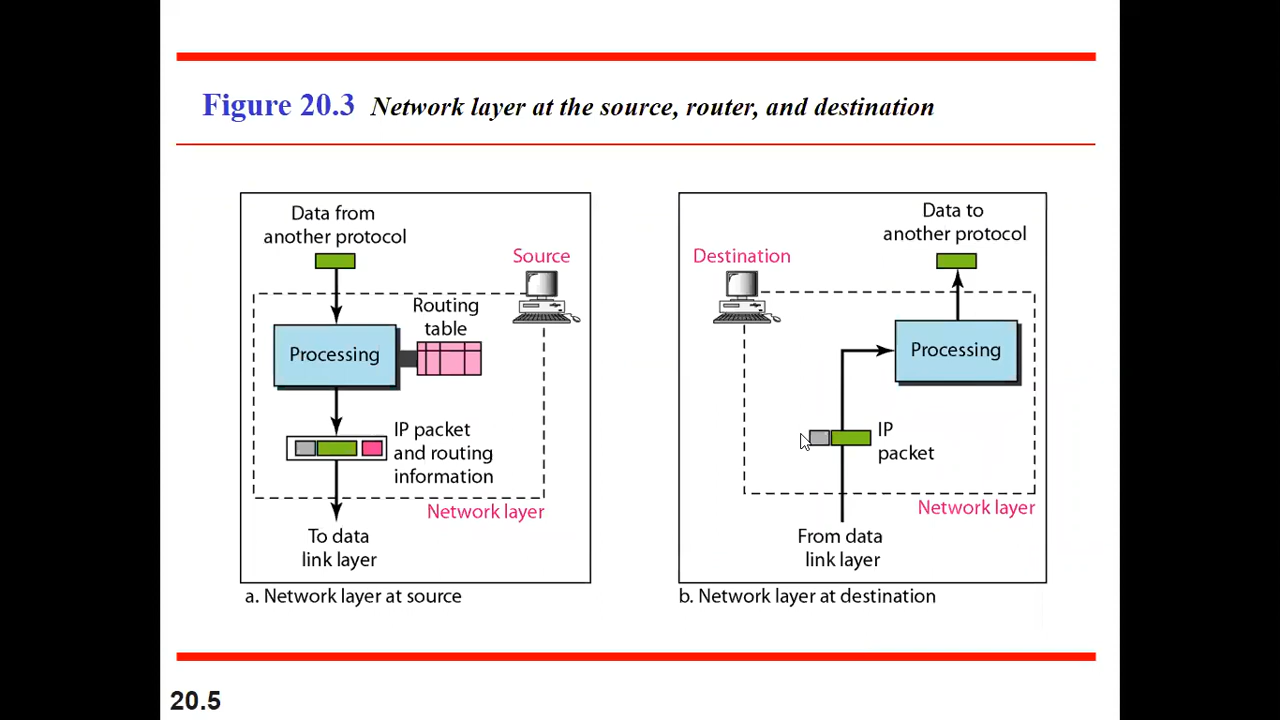 Figure 20.3 Network layer at the source, router, and destination
Data from
another protocol
Source
Routing
table
Processing
IP packet
and routing
information
Network layer
To data
link layer
a. Network layer at source
Data to
another protocol
Destination
Processing
IP
packet
Network layer
From data
link layer
b. Network layer at destination
20.5